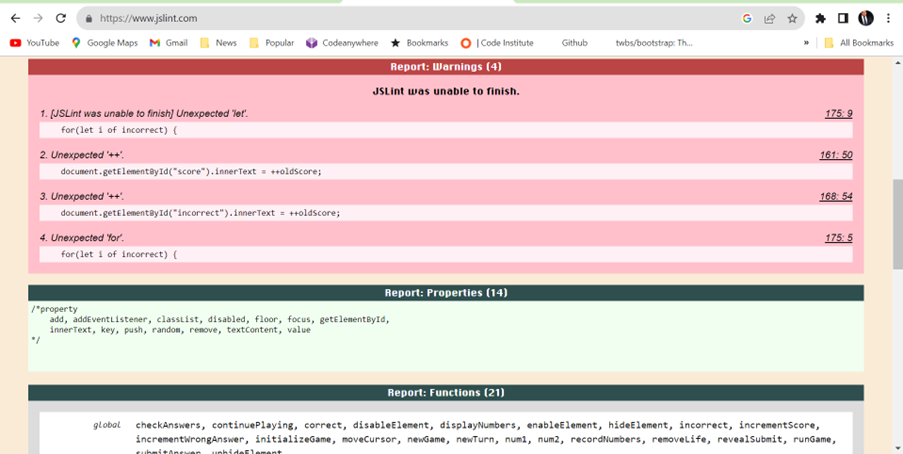 https://www.jslint.com
YouTube Google Maps Gmail News Popular Codeanywhere Bookmarks | Code Institute Github twbs/bootstrap: Th... » All Bookmarks
Report: Warnings (4)
JSLint was unable to finish.
1. [JSLint was unable to finish] Unexpected 'let'. 175: 9
for(let i of incorrect) {
2. Unexpected '++'. 161: 50
document.getElementById("score").innerText = ++oldScore;
3. Unexpected '++'. 168: 54
document.getElementById("incorrect").innerText = ++oldScore;
4. Unexpected 'for'. 175: 5
for(let i of incorrect) {
Report: Properties (14)
/*property
add, addEventListener, classList, disabled, floor, focus, getElementById,
innerText, key, push, random, remove, textContent, value
*/
Report: Functions (21)
global checkAnswers, continuePlaying, correct, disableElement, displayNumbers, enableElement, hideElement, incorrect, incrementScore,
incrementWrongAnswer, initializeGame, moveCursor, newGame, newTurn, num1, num2, recordNumbers, removeLife, revealSubmit, runGame,
submitAnswer, unhideElement